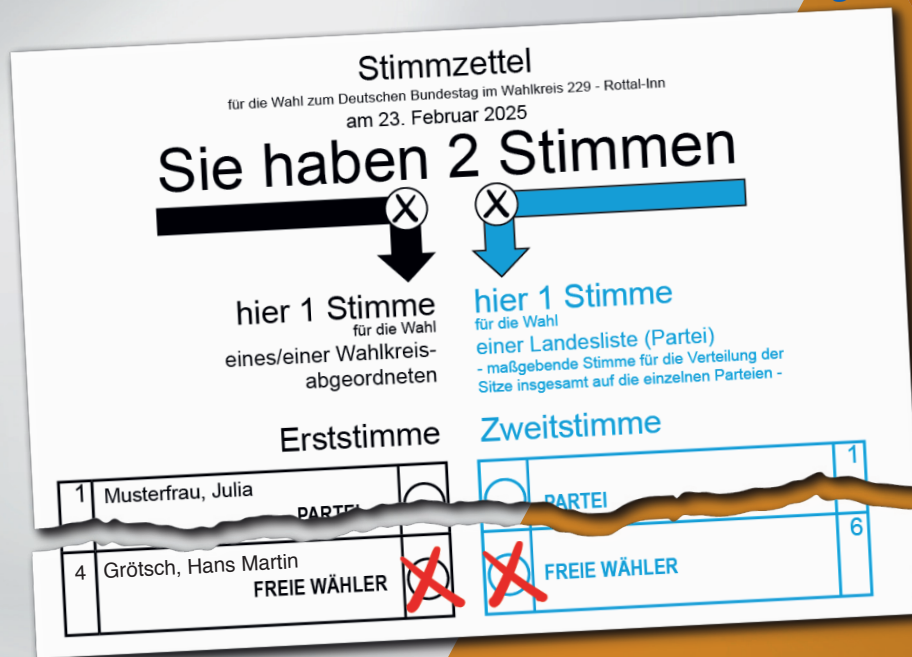 Stimmzettel
für die Wahl zum Deutschen Bundestag im Wahlkreis 229 - Rottal-Inn
am 23. Februar 2025
Sie haben 2 Stimmen
X X
hier 1 Stimme
für die Wahl
eines/einer Wahlkreis-
abgeordneten
hier 1 Stimme
für die Wahl
einer Landesliste (Partei)
- maßgebende Stimme für die Verteilung der
Sitze insgesamt auf die einzelnen Parteien -
Erststimme
Zweitstimme
1 Musterfrau, Julia
PARTEI
PARTEI 1
4 Grötsch, Hans Martin
FREIE WÄHLER X
X FREIE WÄHLER 6